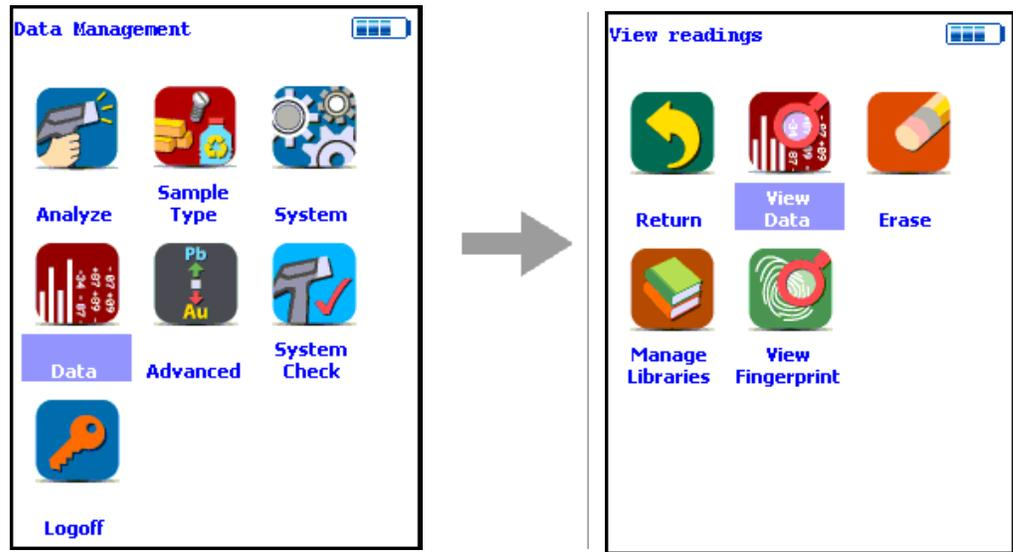 Data Management
Analyze
Sample
Type
System
Pb
Au
Data
Advanced
System
Check
Logoff
View readings
Return
View
Data
Erase
Manage
Libraries
View
Fingerprint